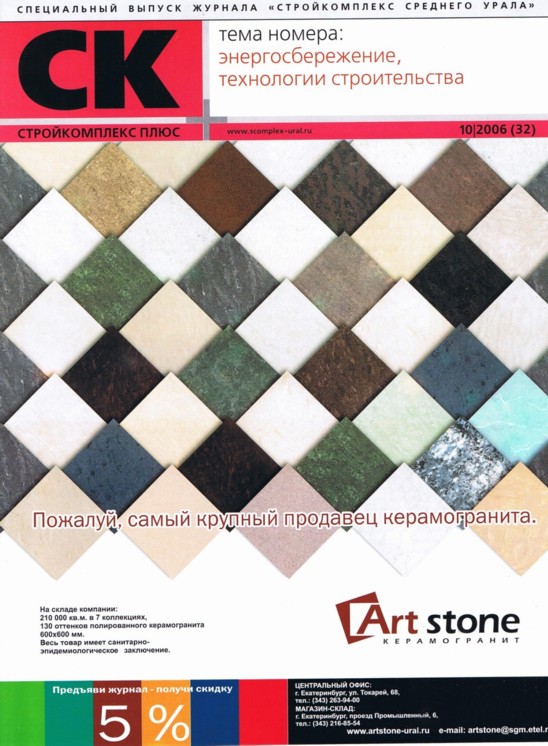 СПЕЦИАЛЬНЫЙ ВЫПУСК ЖУРНАЛА «СТРОЙКОМПЛЕКС СРЕДНЕГО УРАЛА»
СК
тема номера:
энергосбережение,
технологии строительства
СТРОЙКОМПЛЕКС ПЛЮС
www.scomplex-ural.ru
10|2006 (32)
Пожалуй, самый крупный продавец керамогранита.
На складе компании:
210 000 кв.м. в 7 коллекциях,
130 оттенков полированного керамогранита
600х600 мм.
Весь товар имеет санитарно-
эпидемиологическое заключение.
Art stone
КЕРАМОГРАНИТ
Предъяви журнал - получи скидку
5 %
ЦЕНТРАЛЬНЫЙ ОФИС:
г. Екатеринбург, ул. Токарей, 68,
тел.: (343) 263-94-00
МАГАЗИН-СКЛАД:
г. Екатеринбург, проезд Промышленный, 6,
тел.: (343) 216-85-54
www.artstone-ural.ru e-mail: artstone@sgm.etel.r